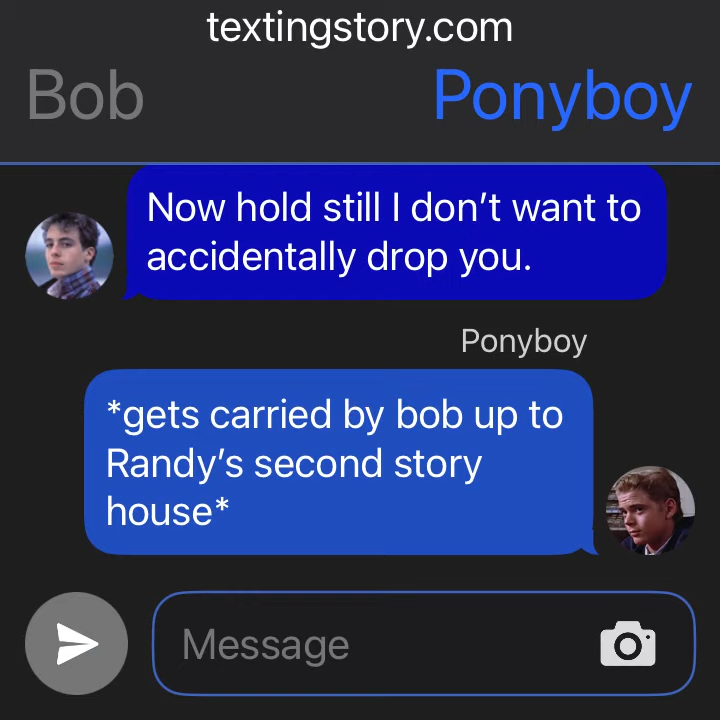 textingstory.com
Bob
Ponyboy
Now hold still I don’t want to
accidentally drop you.
Ponyboy
*gets carried by bob up to
Randy’s second story
house*
Message